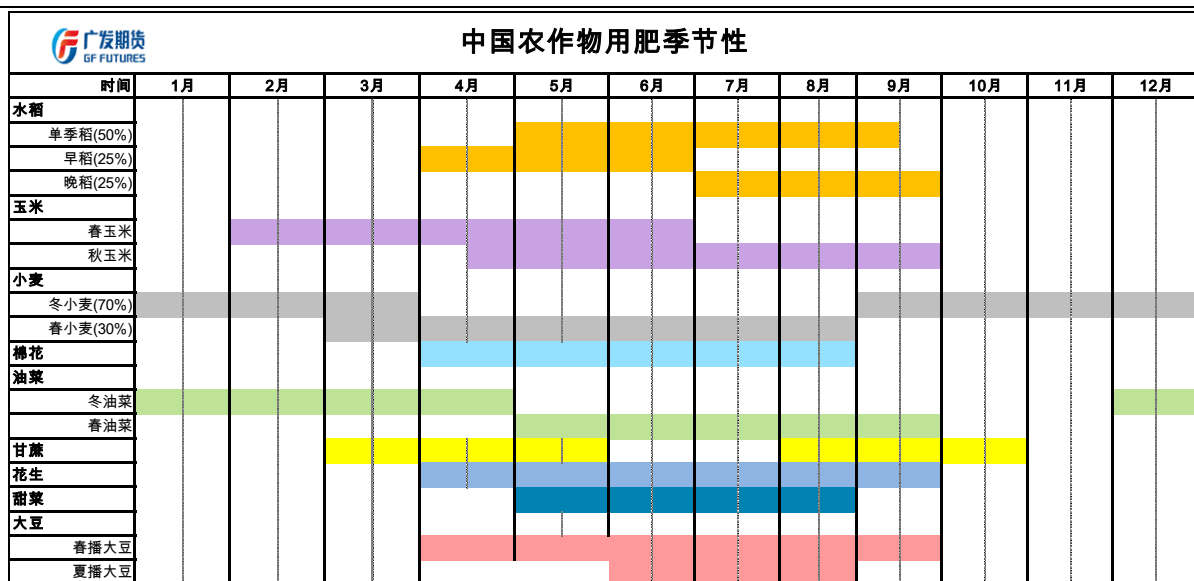 广发期货
GF FUTURES
中国农作物用肥季节性
时间 1月 2月 3月 4月 5月 6月 7月 8月 9月 10月 11月 12月
水稻
单季稻(50%)
早稻(25%)
晚稻(25%)
玉米
春玉米
秋玉米
小麦
冬小麦(70%)
春小麦(30%)
棉花
油菜
冬油菜
春油菜
甘蔗
花生
甜菜
大豆
春播大豆
夏播大豆